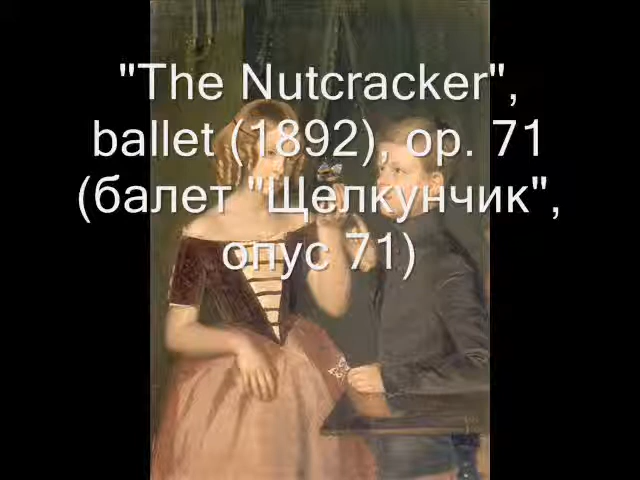 "The Nutcracker",
ballet (1892), op. 71
(балет "Щелкунчик",
опус 71)